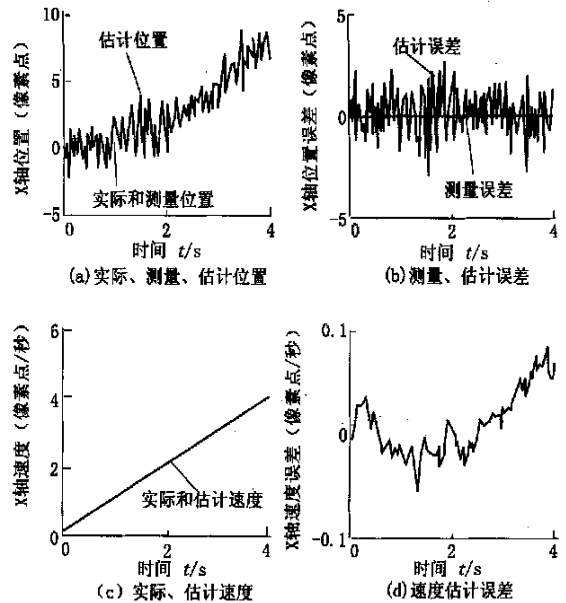 X轴位置（像素点）
10
5
0
-5
估计位置
实际和测量位置
0
2
4
时间 t/s
(a)实际、测量、估计位置
X轴位置误差（像素点）
5
0
-5
估计误差
测量误差
0
2
4
时间 t/s
(b)测量、估计误差
X轴速度（像素点/秒）
6
4
2
0
实际和估计速度
0
2
4
时间 t/s
（c）实际、估计速度
X轴速度误差（像素点/秒）
0.1
0
-0.1
0
2
4
时间 t/s
(d)速度估计误差